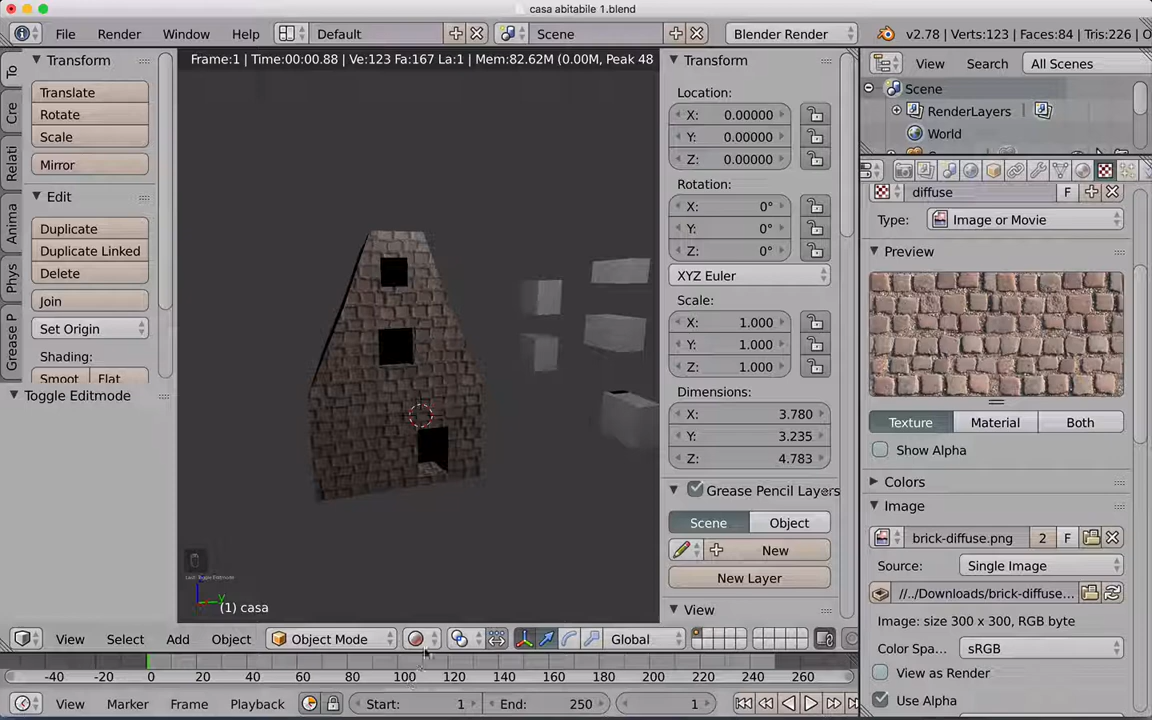 casa abitabile 1.blend
File Render Window Help Default Scene Blender Render v2.78 | Verts:123 | Faces:84 | Tris:226 | O
Frame:1 | Time:00:00.88 | Ve:123 Fa:167 La:1 | Mem:82.62M (0.00M, Peak 48
To
Cre
Relati
Anima
Phys
Grease P
Transform
Translate
Rotate
Scale
Mirror
Edit
Duplicate
Duplicate Linked
Delete
Join
Set Origin
Shading:
Smoot Flat
Toggle Editmode
(1) casa
Transform
Location:
X: 0.00000
Y: 0.00000
Z: 0.00000
Rotation:
X: 0°
Y: 0°
Z: 0°
XYZ Euler
Scale:
X: 1.000
Y: 1.000
Z: 1.000
Dimensions:
X: 3.780
Y: 3.235
Z: 4.783
Grease Pencil Layers
Scene Object
New
New Layer
View
View Search All Scenes
Scene
RenderLayers
World
diffuse F
Type: Image or Movie
Preview
Texture Material Both
Show Alpha
Colors
Image
brick-diffuse.png 2 F
Source: Single Image
//../Downloads/brick-diffuse...
Image: size 300 x 300, RGB byte
Color Spa... sRGB
View as Render
Use Alpha
View Select Add Object Object Mode Global
-40 -20 0 20 40 60 80 100 120 140 160 180 200 220 240 260
View Marker Frame Playback Start: 1 End: 250 1